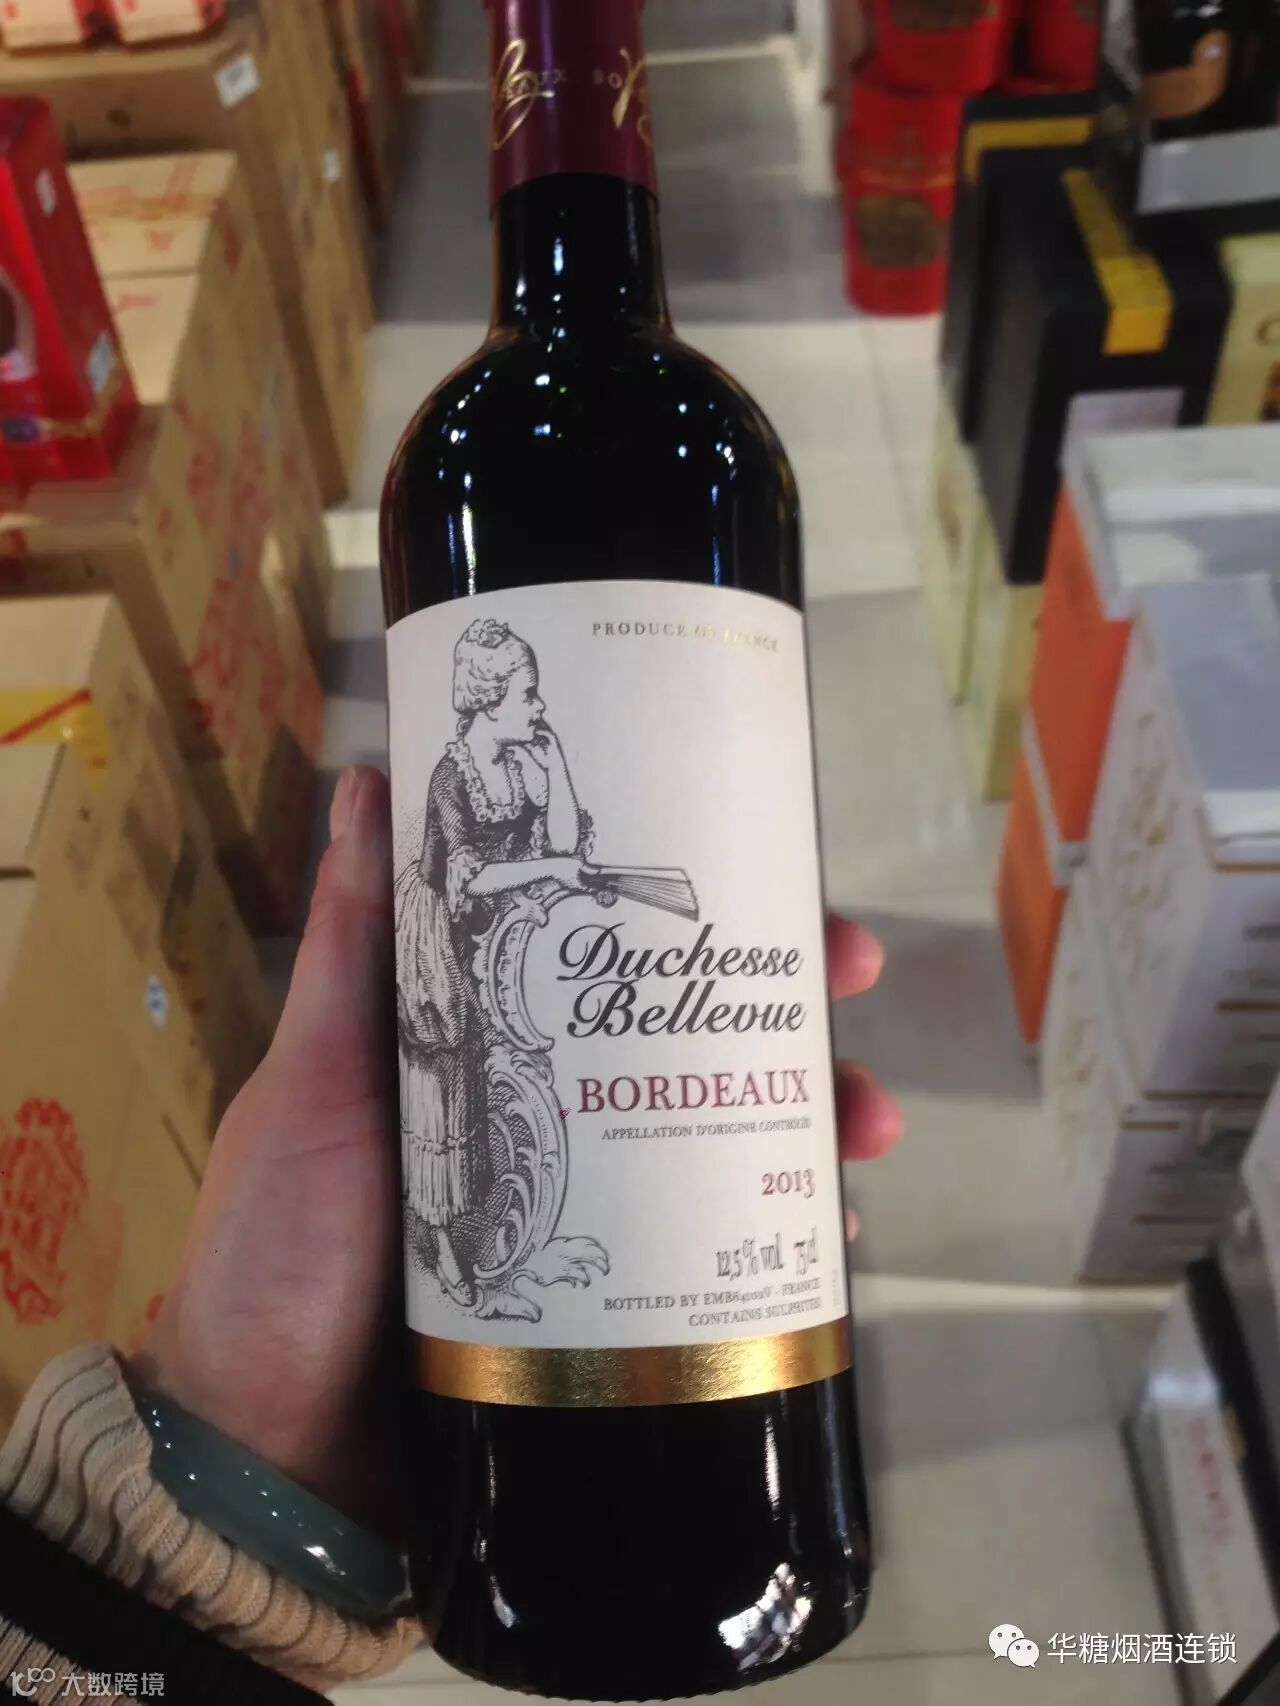 PRODUCE OF FRANCE
Duchesse
Bellevue
BORDEAUX
APPELLATION D'ORIGINE CONTRÔLÉE
2013
12,5% vol. 75 cl
BOTTLED BY - FRANCE
CONTAINS SULPHITES
华糖烟酒连锁
大数跨境